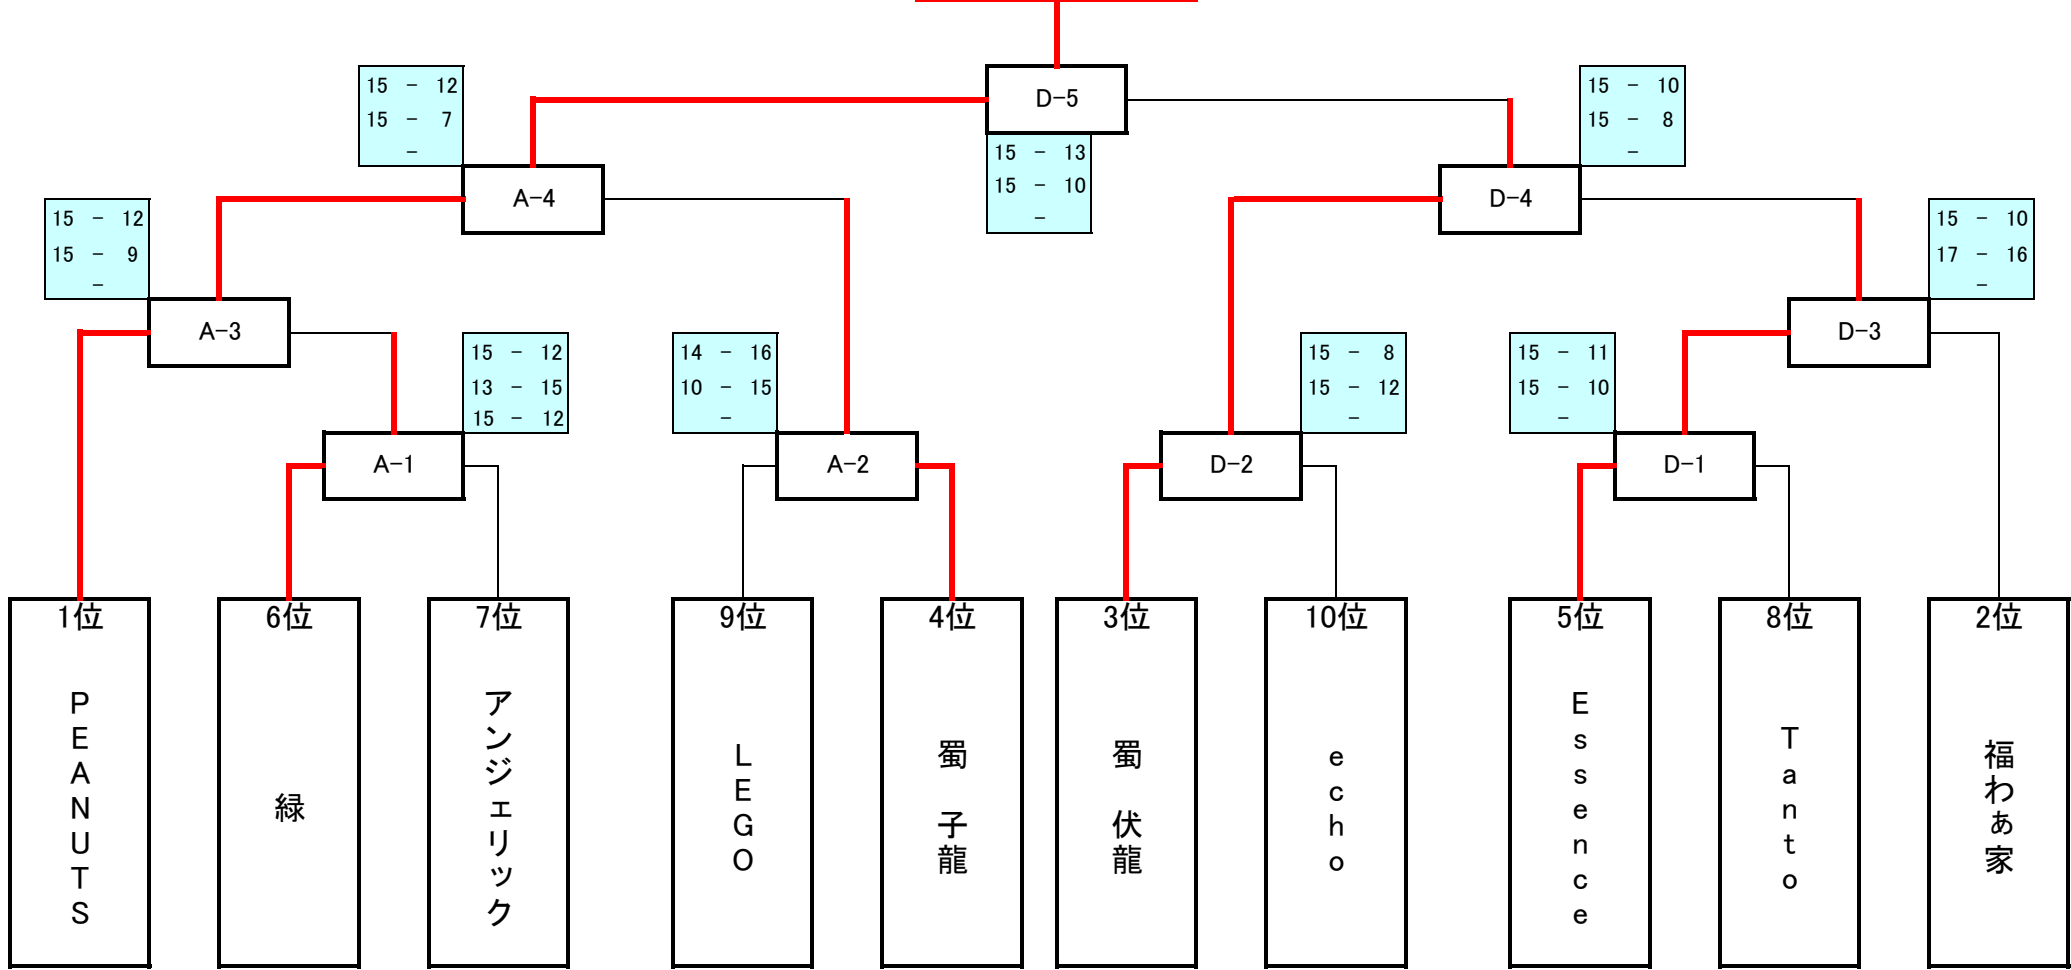 D-5
15 - 12
15 - 7
-
15 - 10
15 - 8
-
15 - 13
15 - 10
-
A-4
D-4
15 - 12
15 - 9
-
15 - 10
17 - 16
-
A-3
D-3
15 - 12
13 - 15
15 - 12
14 - 16
10 - 15
-
15 - 8
15 - 12
-
15 - 11
15 - 10
-
A-1
A-2
D-2
D-1
1位
PEANUTS
6位
緑
7位
アンジェリック
9位
LEGO
4位
蜀 子龍
3位
蜀 伏龍
10位
echo
5位
Essence
8位
Tanto
2位
福わぁ家